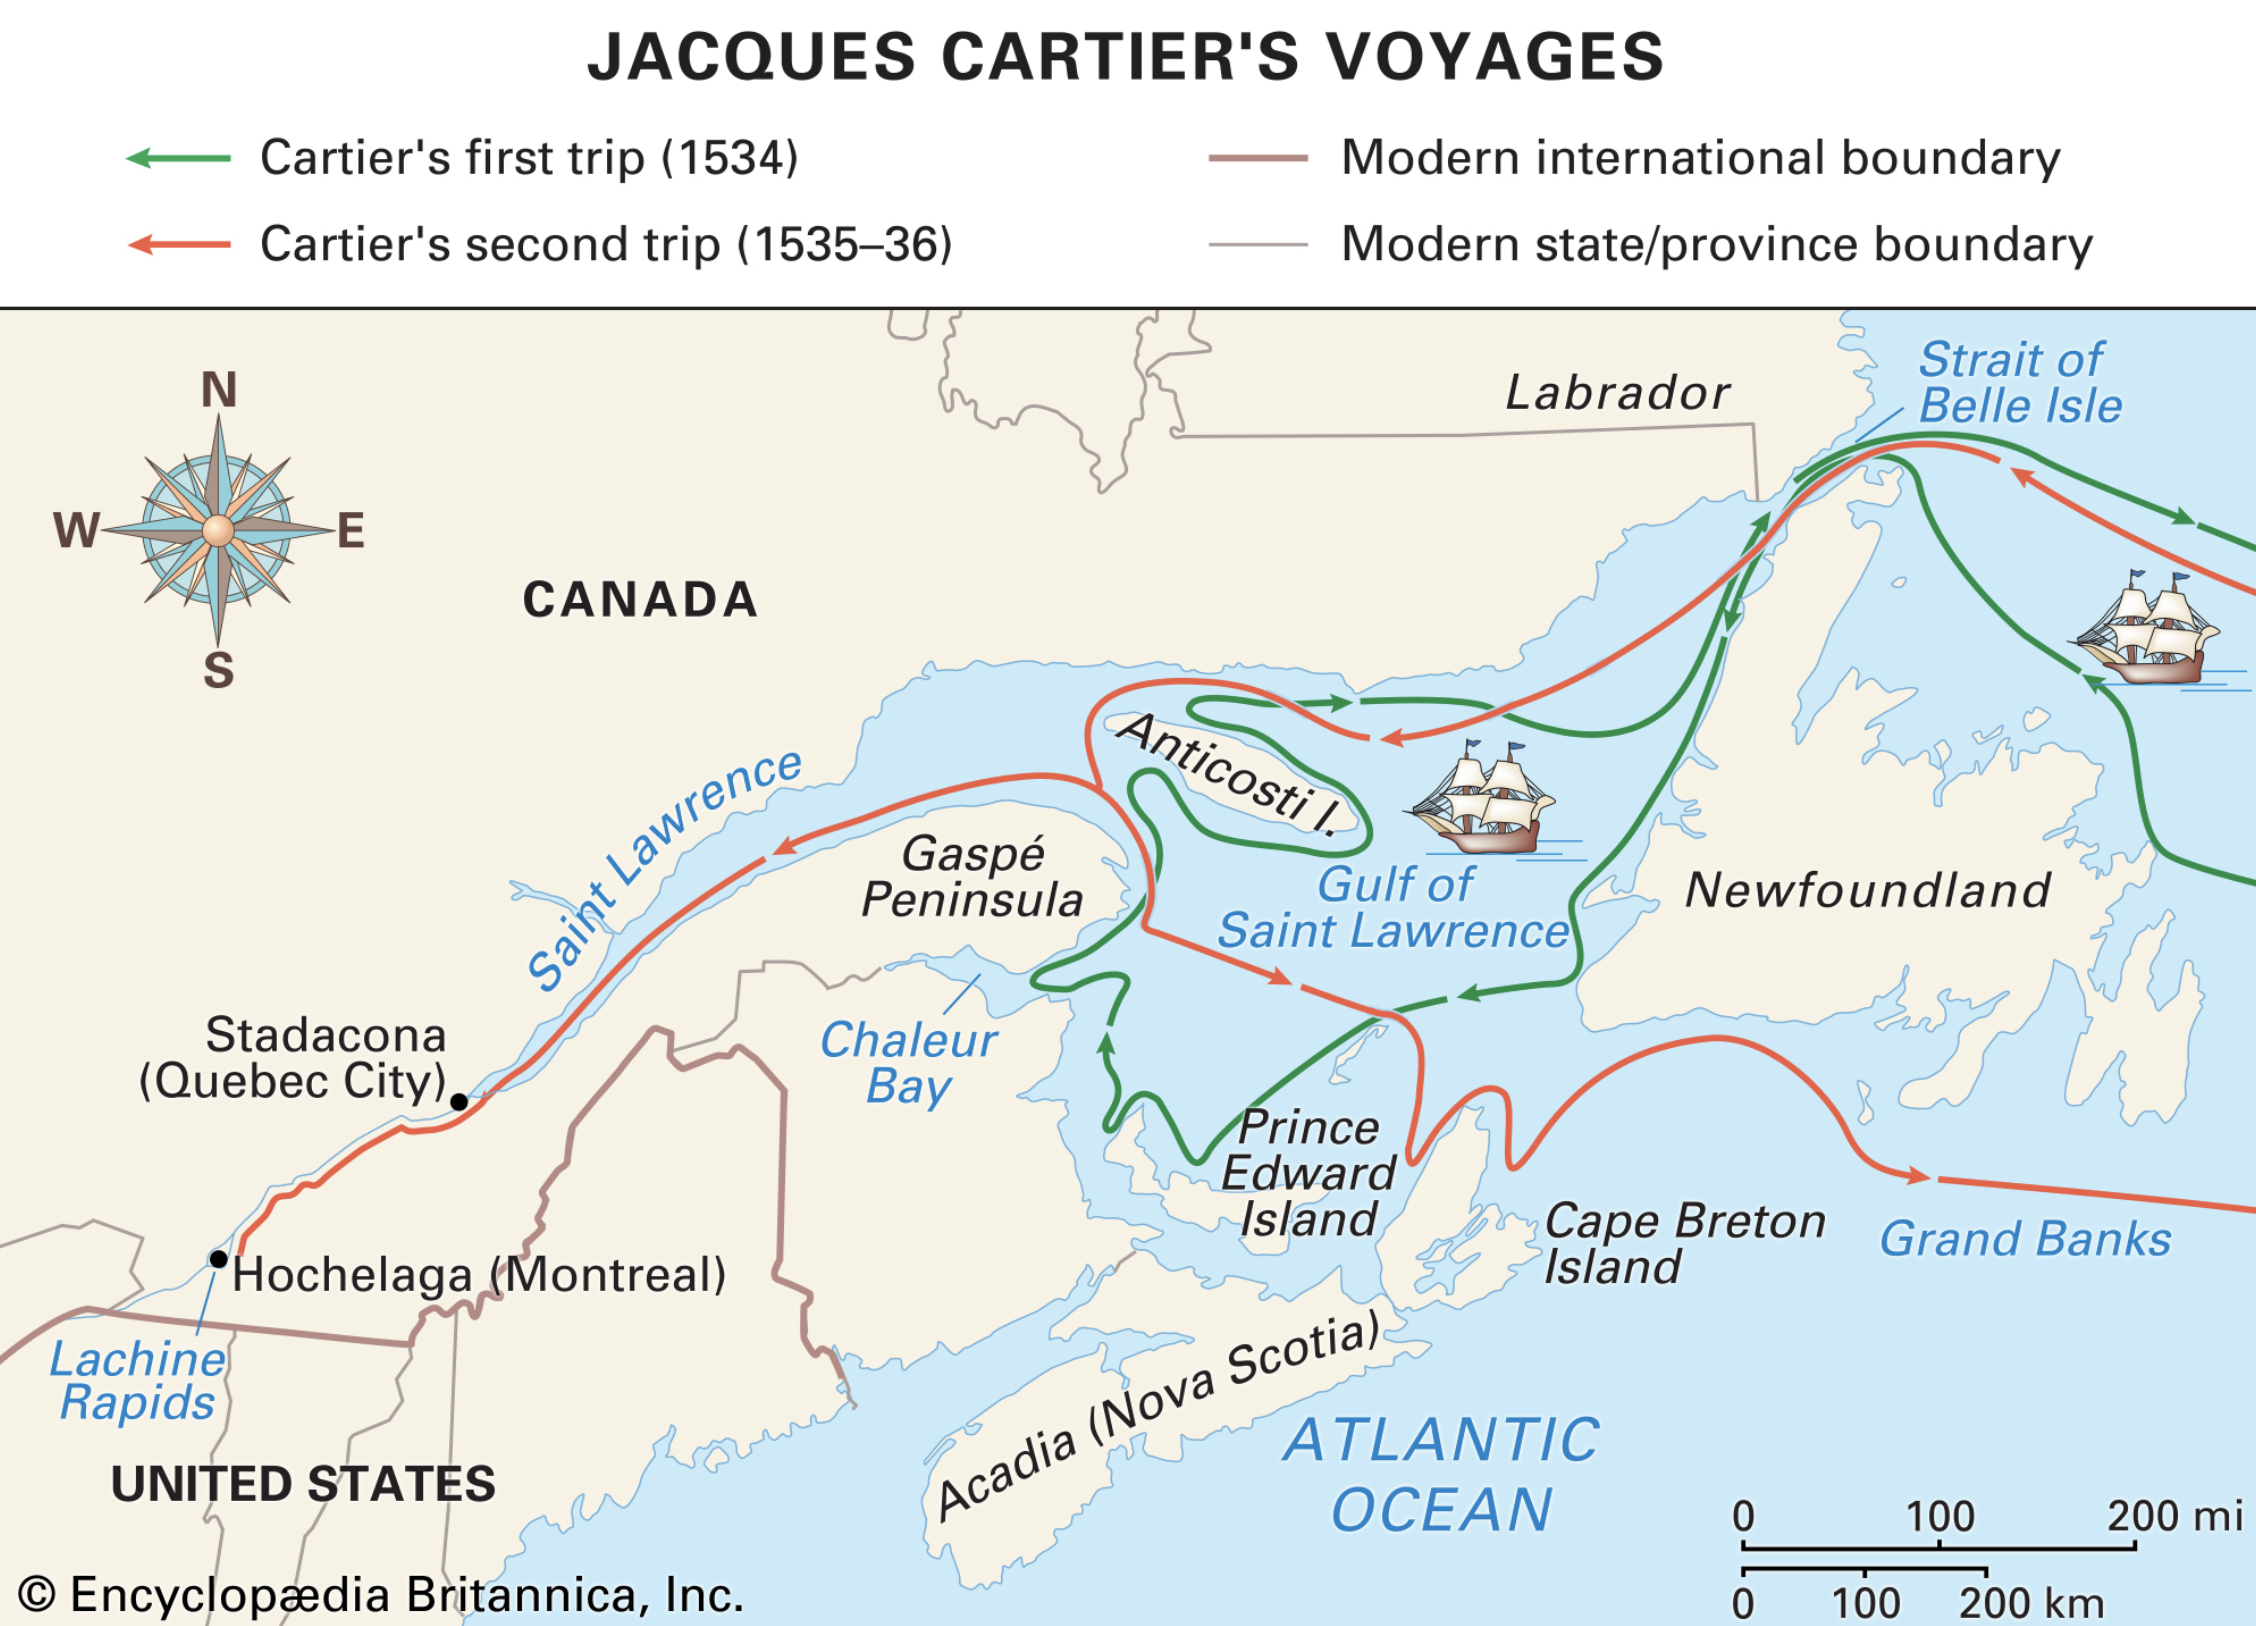 JACQUES CARTIER'S VOYAGES
Cartier's first trip (1534)
Modern international boundary
Cartier's second trip (1535–36)
Modern state/province boundary
N
W
E
S
Strait of
Belle Isle
Labrador
CANADA
Anticosti I.
Saint Lawrence
Gaspé
Peninsula
Gulf of
Saint Lawrence
Newfoundland
Stadacona
(Quebec City)
Chaleur
Bay
Prince
Edward
Island
Cape Breton
Island
Grand Banks
Hochelaga (Montreal)
Lachine
Rapids
Acadia (Nova Scotia)
UNITED STATES
ATLANTIC
OCEAN
0 100 200 mi
0 100 200 km
© Encyclopædia Britannica, Inc.